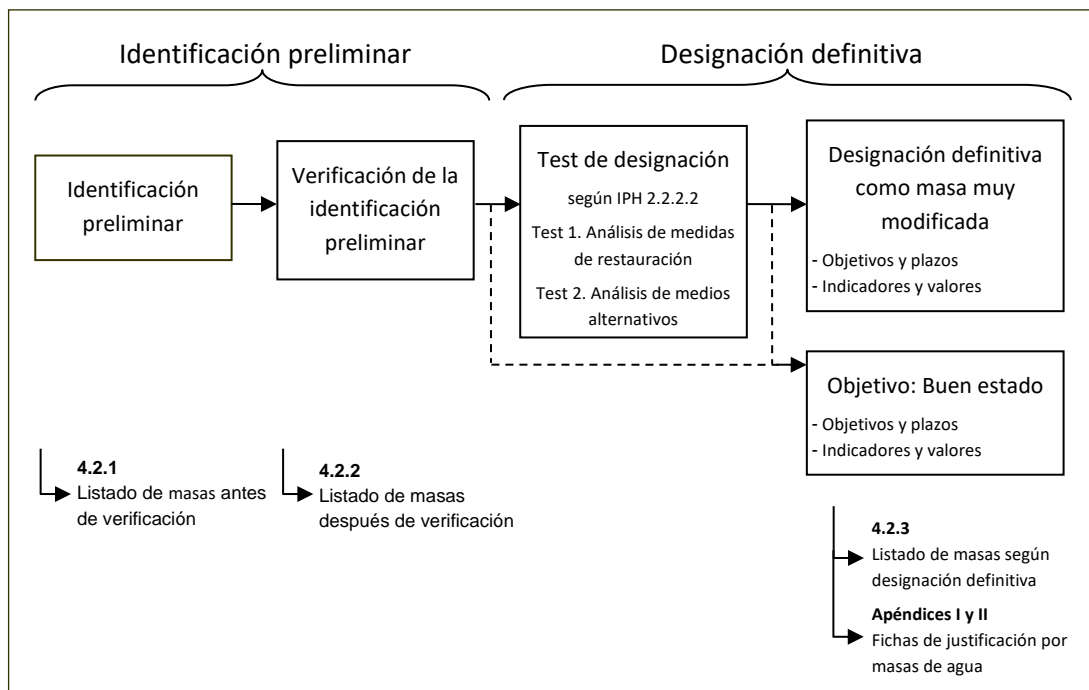 Identificación preliminar
Designación definitiva
Identificación
preliminar
Verificación de la
identificación
preliminar
Test de designación
según IPH 2.2.2.2
Test 1. Análisis de medidas
de restauración
Test 2. Análisis de medios
alternativos
Designación definitiva
como masa muy
modificada
- Objetivos y plazos
- Indicadores y valores
Objetivo: Buen estado
- Objetivos y plazos
- Indicadores y valores
4.2.1
Listado de masas antes
de verificación
4.2.2
Listado de masas
después de verificación
4.2.3
Listado de masas según
designación definitiva
Apéndices I y II
Fichas de justificación por
masas de agua